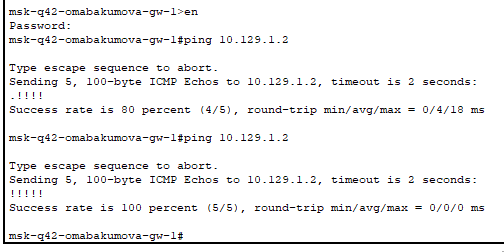 msk-q42-omabakumova-gw-1>en
Password:
msk-q42-omabakumova-gw-1#ping 10.129.1.2
Type escape sequence to abort.
Sending 5, 100-byte ICMP Echos to 10.129.1.2, timeout is 2 seconds:
.!!!!
Success rate is 80 percent (4/5), round-trip min/avg/max = 0/4/18 ms
msk-q42-omabakumova-gw-1#ping 10.129.1.2
Type escape sequence to abort.
Sending 5, 100-byte ICMP Echos to 10.129.1.2, timeout is 2 seconds:
!!!!!
Success rate is 100 percent (5/5), round-trip min/avg/max = 0/0/0 ms
msk-q42-omabakumova-gw-1#